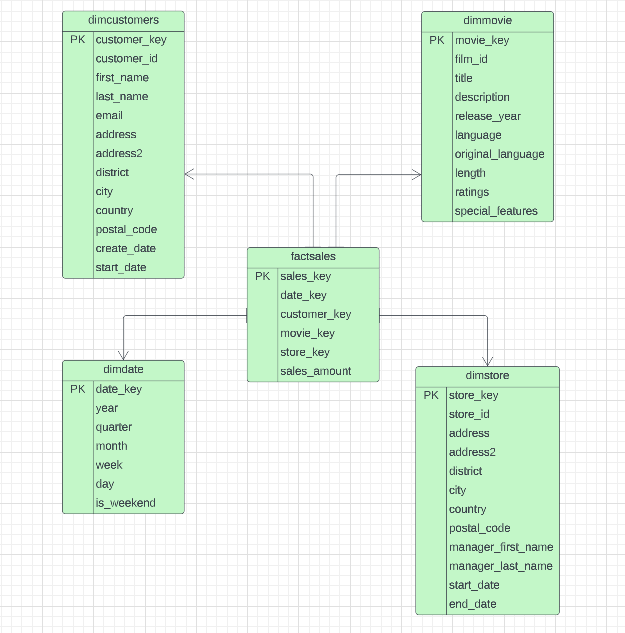 dimcustomers
PK customer_key
customer_id
first_name
last_name
email
address
address2
district
city
country
postal_code
create_date
start_date
dimmovie
PK movie_key
film_id
title
description
release_year
language
original_language
length
ratings
special_features
factsales
PK sales_key
date_key
customer_key
movie_key
store_key
sales_amount
dimdate
PK date_key
year
quarter
month
week
day
is_weekend
dimstore
PK store_key
store_id
address
address2
district
city
country
postal_code
manager_first_name
manager_last_name
start_date
end_date